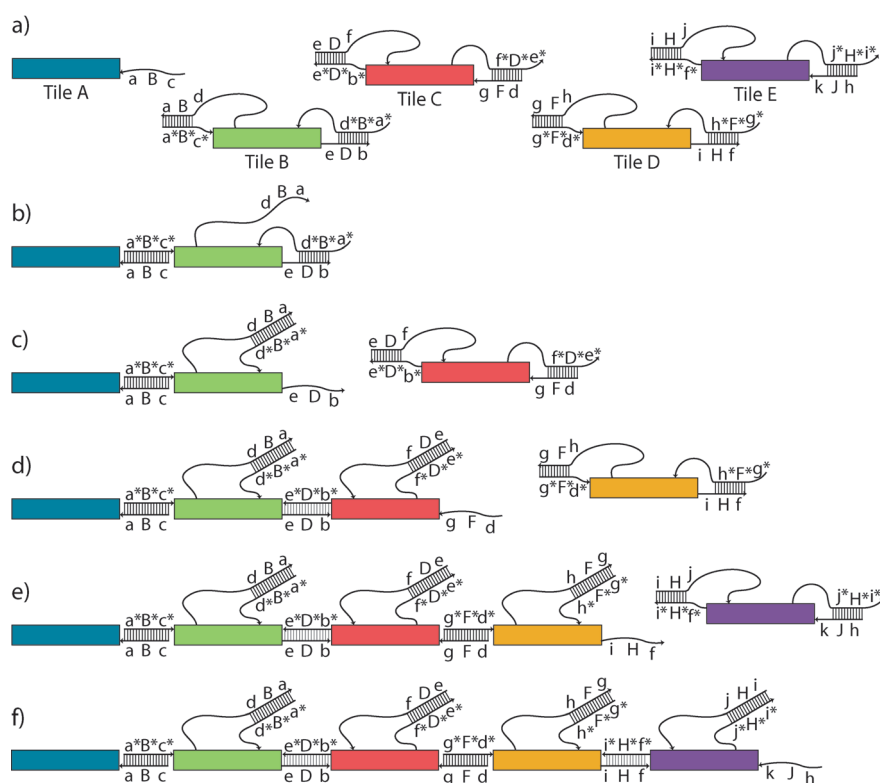 a)
a B c
Tile A
e D f
e*D*b*
f*D*e*
g F d
Tile C
i H j
i*H*f*
j*H*i*
k J h
Tile E
a B d
a*B*c*
d*B*a*
e D b
Tile B
g F h
g*F*d*
h*F*g*
i H f
Tile D
b)
d B a
a*B*c*
a B c
d*B*a*
e D b
c)
d B a
d*B*a*
a*B*c*
a B c
e D b
e D f
e*D*b*
f*D*e*
g F d
d)
d B a
d*B*a*
f D e
f*D*e*
a*B*c*
a B c
e*D*b*
e D b
g F d
g F h
g*F*d*
h*F*g*
i H f
e)
d B a
d*B*a*
f D e
f*D*e*
h F g
h*F*g*
a*B*c*
a B c
e*D*b*
e D b
g*F*d*
g F d
i H f
i H j
i*H*f*
j*H*i*
k J h
f)
d B a
d*B*a*
f D e
f*D*e*
h F g
h*F*g*
j H i
j*H*i*
a*B*c*
a B c
e*D*b*
e D b
g*F*d*
g F d
i*H*f*
i H f
k J h